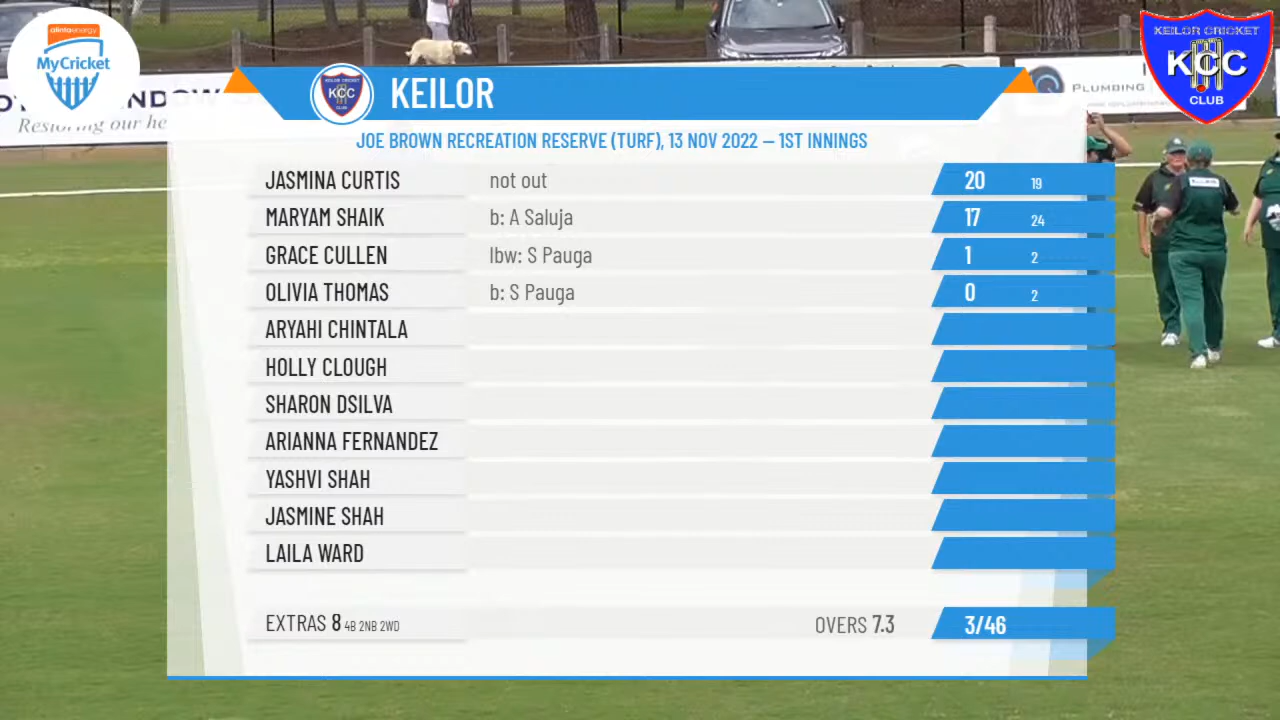 alintaenergy
MyCricket
KEILOR CRICKET
KCC
CLUB
KEILOR
JOE BROWN RECREATION RESERVE (TURF), 13 NOV 2022 – 1ST INNINGS
PLUMBING
Restoring our he
JASMINA CURTIS not out 20 19
MARYAM SHAIK b: A Saluja 17 24
GRACE CULLEN lbw: S Pauga 1 2
OLIVIA THOMAS b: S Pauga 0 2
ARYAHI CHINTALA
HOLLY CLOUGH
SHARON DSILVA
ARIANNA FERNANDEZ
YASHVI SHAH
JASMINE SHAH
LAILA WARD
EXTRAS 8 4B 2NB 2WD OVERS 7.3 3/46